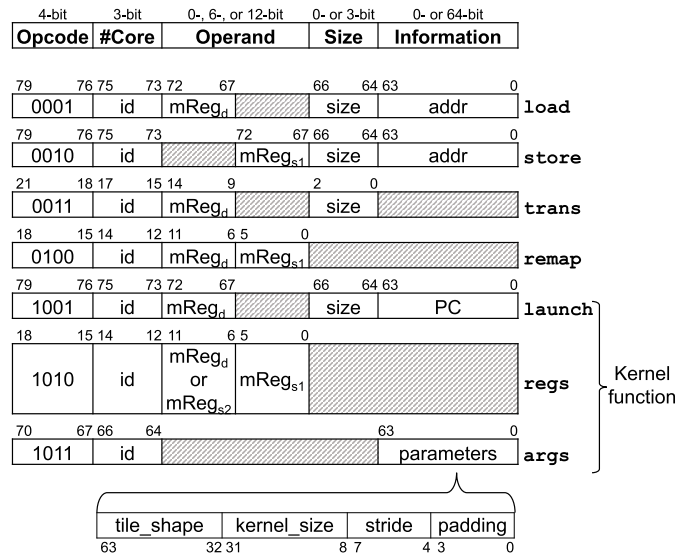 4-bit 3-bit 0-, 6-, or 12-bit 0- or 3-bit 0- or 64-bit
Opcode #Core Operand Size Information
79 76 75 73 72 67 66 64 63 0
0001 id mReg_d size addr load
79 76 75 73 72 67 66 64 63 0
0010 id mReg_s1 size addr store
21 18 17 15 14 9 2 0
0011 id mReg_d size trans
18 15 14 12 11 6 5 0
0100 id mReg_d mReg_s1 remap
79 76 75 73 72 67 66 64 63 0
1001 id mReg_d size PC launch
18 15 14 12 11 6 5 0
1010 id mReg_d or mReg_s2 mReg_s1 regs
Kernel function
70 67 66 64 63 0
1011 id parameters args
tile_shape kernel_size stride padding
63 32 31 8 7 4 3 0